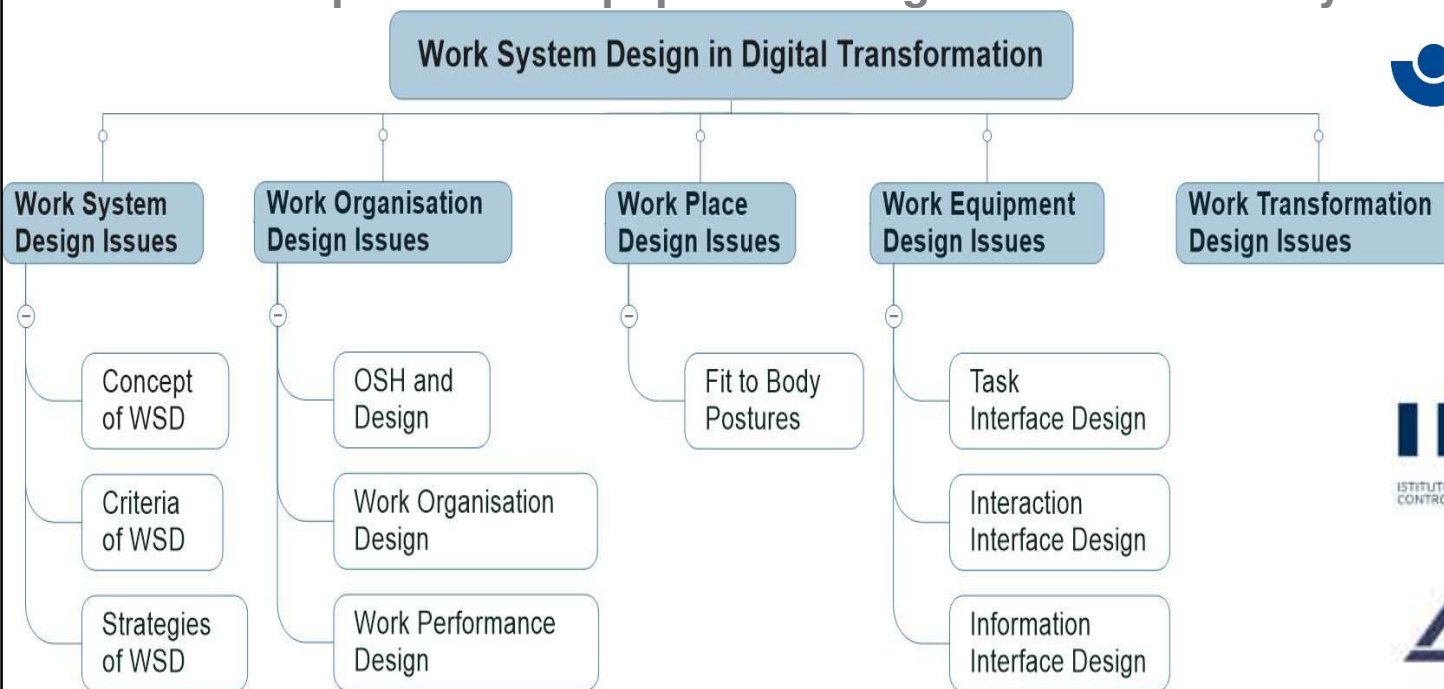 Work System Design in Digital Transformation
Work System
Design Issues
Work Organisation
Design Issues
Work Place
Design Issues
Work Equipment
Design Issues
Work Transformation
Design Issues
Concept
of WSD
Criteria
of WSD
Strategies
of WSD
OSH and
Design
Work Organisation
Design
Work Performance
Design
Fit to Body
Postures
Task
Interface Design
Interaction
Interface Design
Information
Interface Design